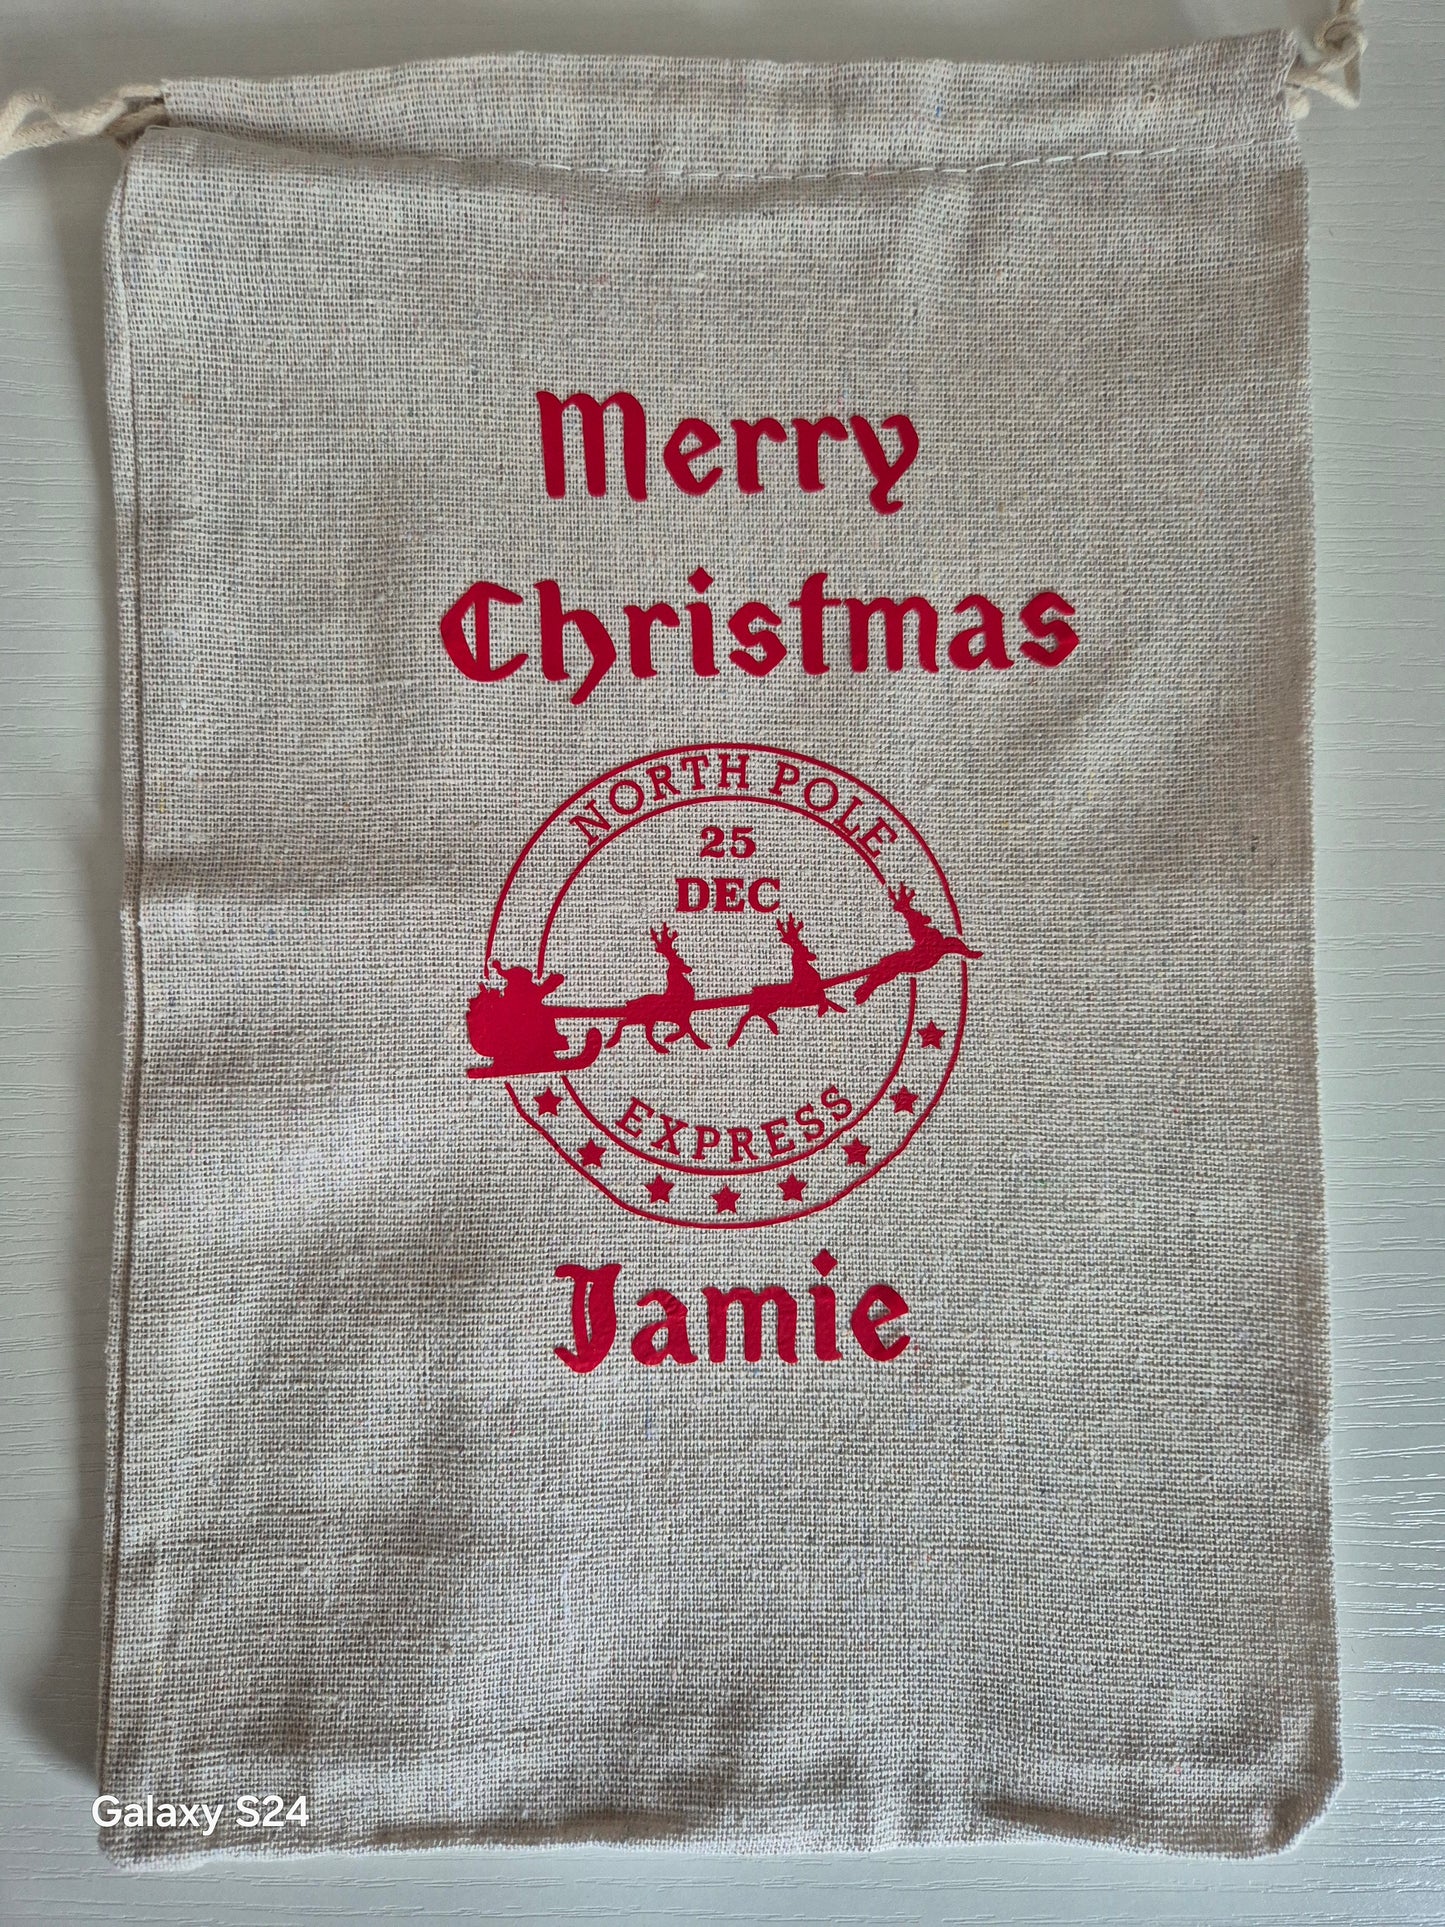 Merry
Christmas
NORTH POLE
25
DEC
EXPRESS
Jamie
Galaxy S24